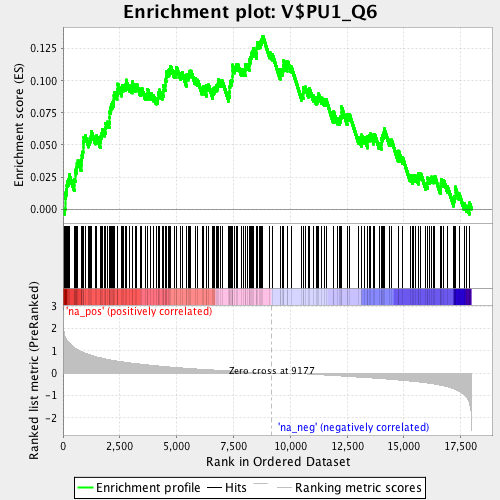 Enrichment plot: V$PU1_Q6
Enrichment score (ES)
0.125
0.100
0.075
0.050
0.025
0.000
'na_pos' (positively correlated)
Ranked list metric (PreRanked)
3
2
1
0
-1
-2
Zero cross at 9177
'na_neg' (negatively correlated)
0
2,500
5,000
7,500
10,000
12,500
15,000
17,500
Rank in Ordered Dataset
Enrichment profile
Hits
Ranking metric scores